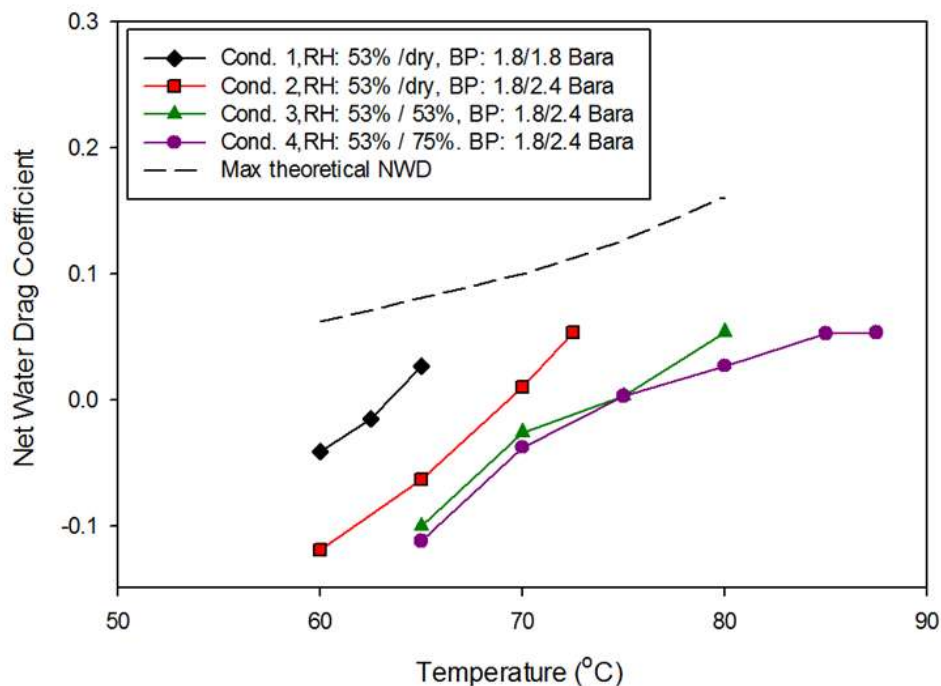 0.3
Cond. 1,RH: 53% /dry, BP: 1.8/1.8 Bara
Cond. 2,RH: 53% /dry, BP: 1.8/2.4 Bara
Cond. 3,RH: 53% / 53%, BP: 1.8/2.4 Bara
Cond. 4,RH: 53% / 75%. BP: 1.8/2.4 Bara
Max theoretical NWD
0.2
0.1
0.0
-0.1
Net Water Drag Coefficient
50 60 70 80 90
Temperature (°C)